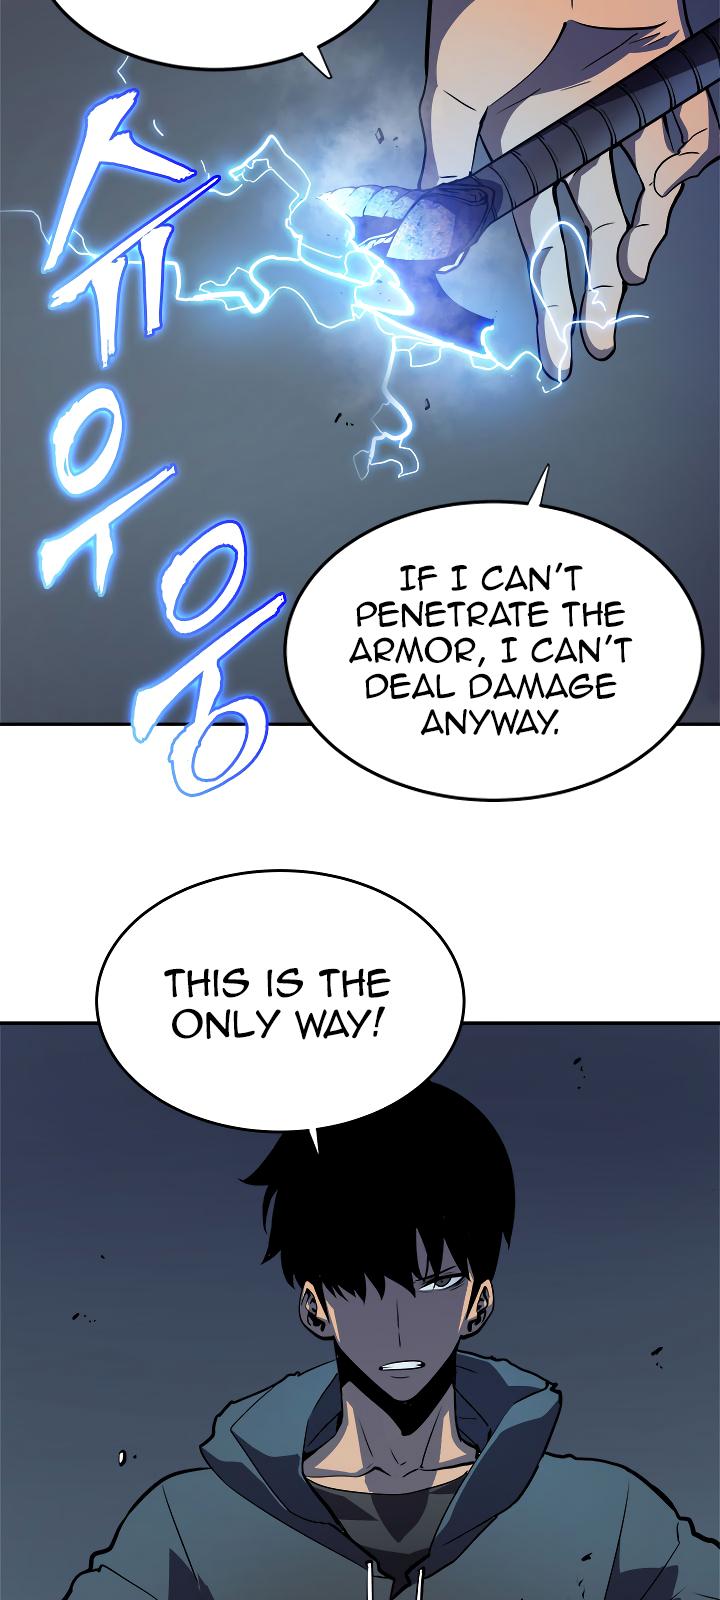 슈
우
웅
IF I CAN'T
PENETRATE THE
ARMOR, I CAN'T
DEAL DAMAGE
ANYWAY.
THIS IS THE
ONLY WAY!